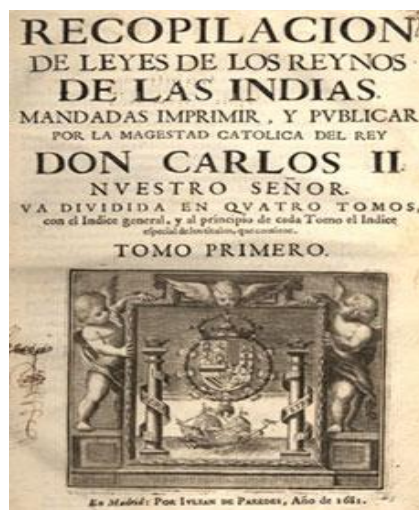 RECOPILACION
DE LEYES DE LOS REYNOS
DE LAS INDIAS.
MANDADAS IMPRIMIR, Y PVBLICAR
POR LA MAGESTAD CATOLICA DEL REY
DON CARLOS II.
NVESTRO SEÑOR.
VA DIVIDIDA EN QVATRO TOMOS,
con el Indice general, y al principio de cada Tomo el Indice
especial de los titulos, que contiene.
TOMO PRIMERO.
En Madrid: POR IVLIAN DE PAREDES, Año de 1681.